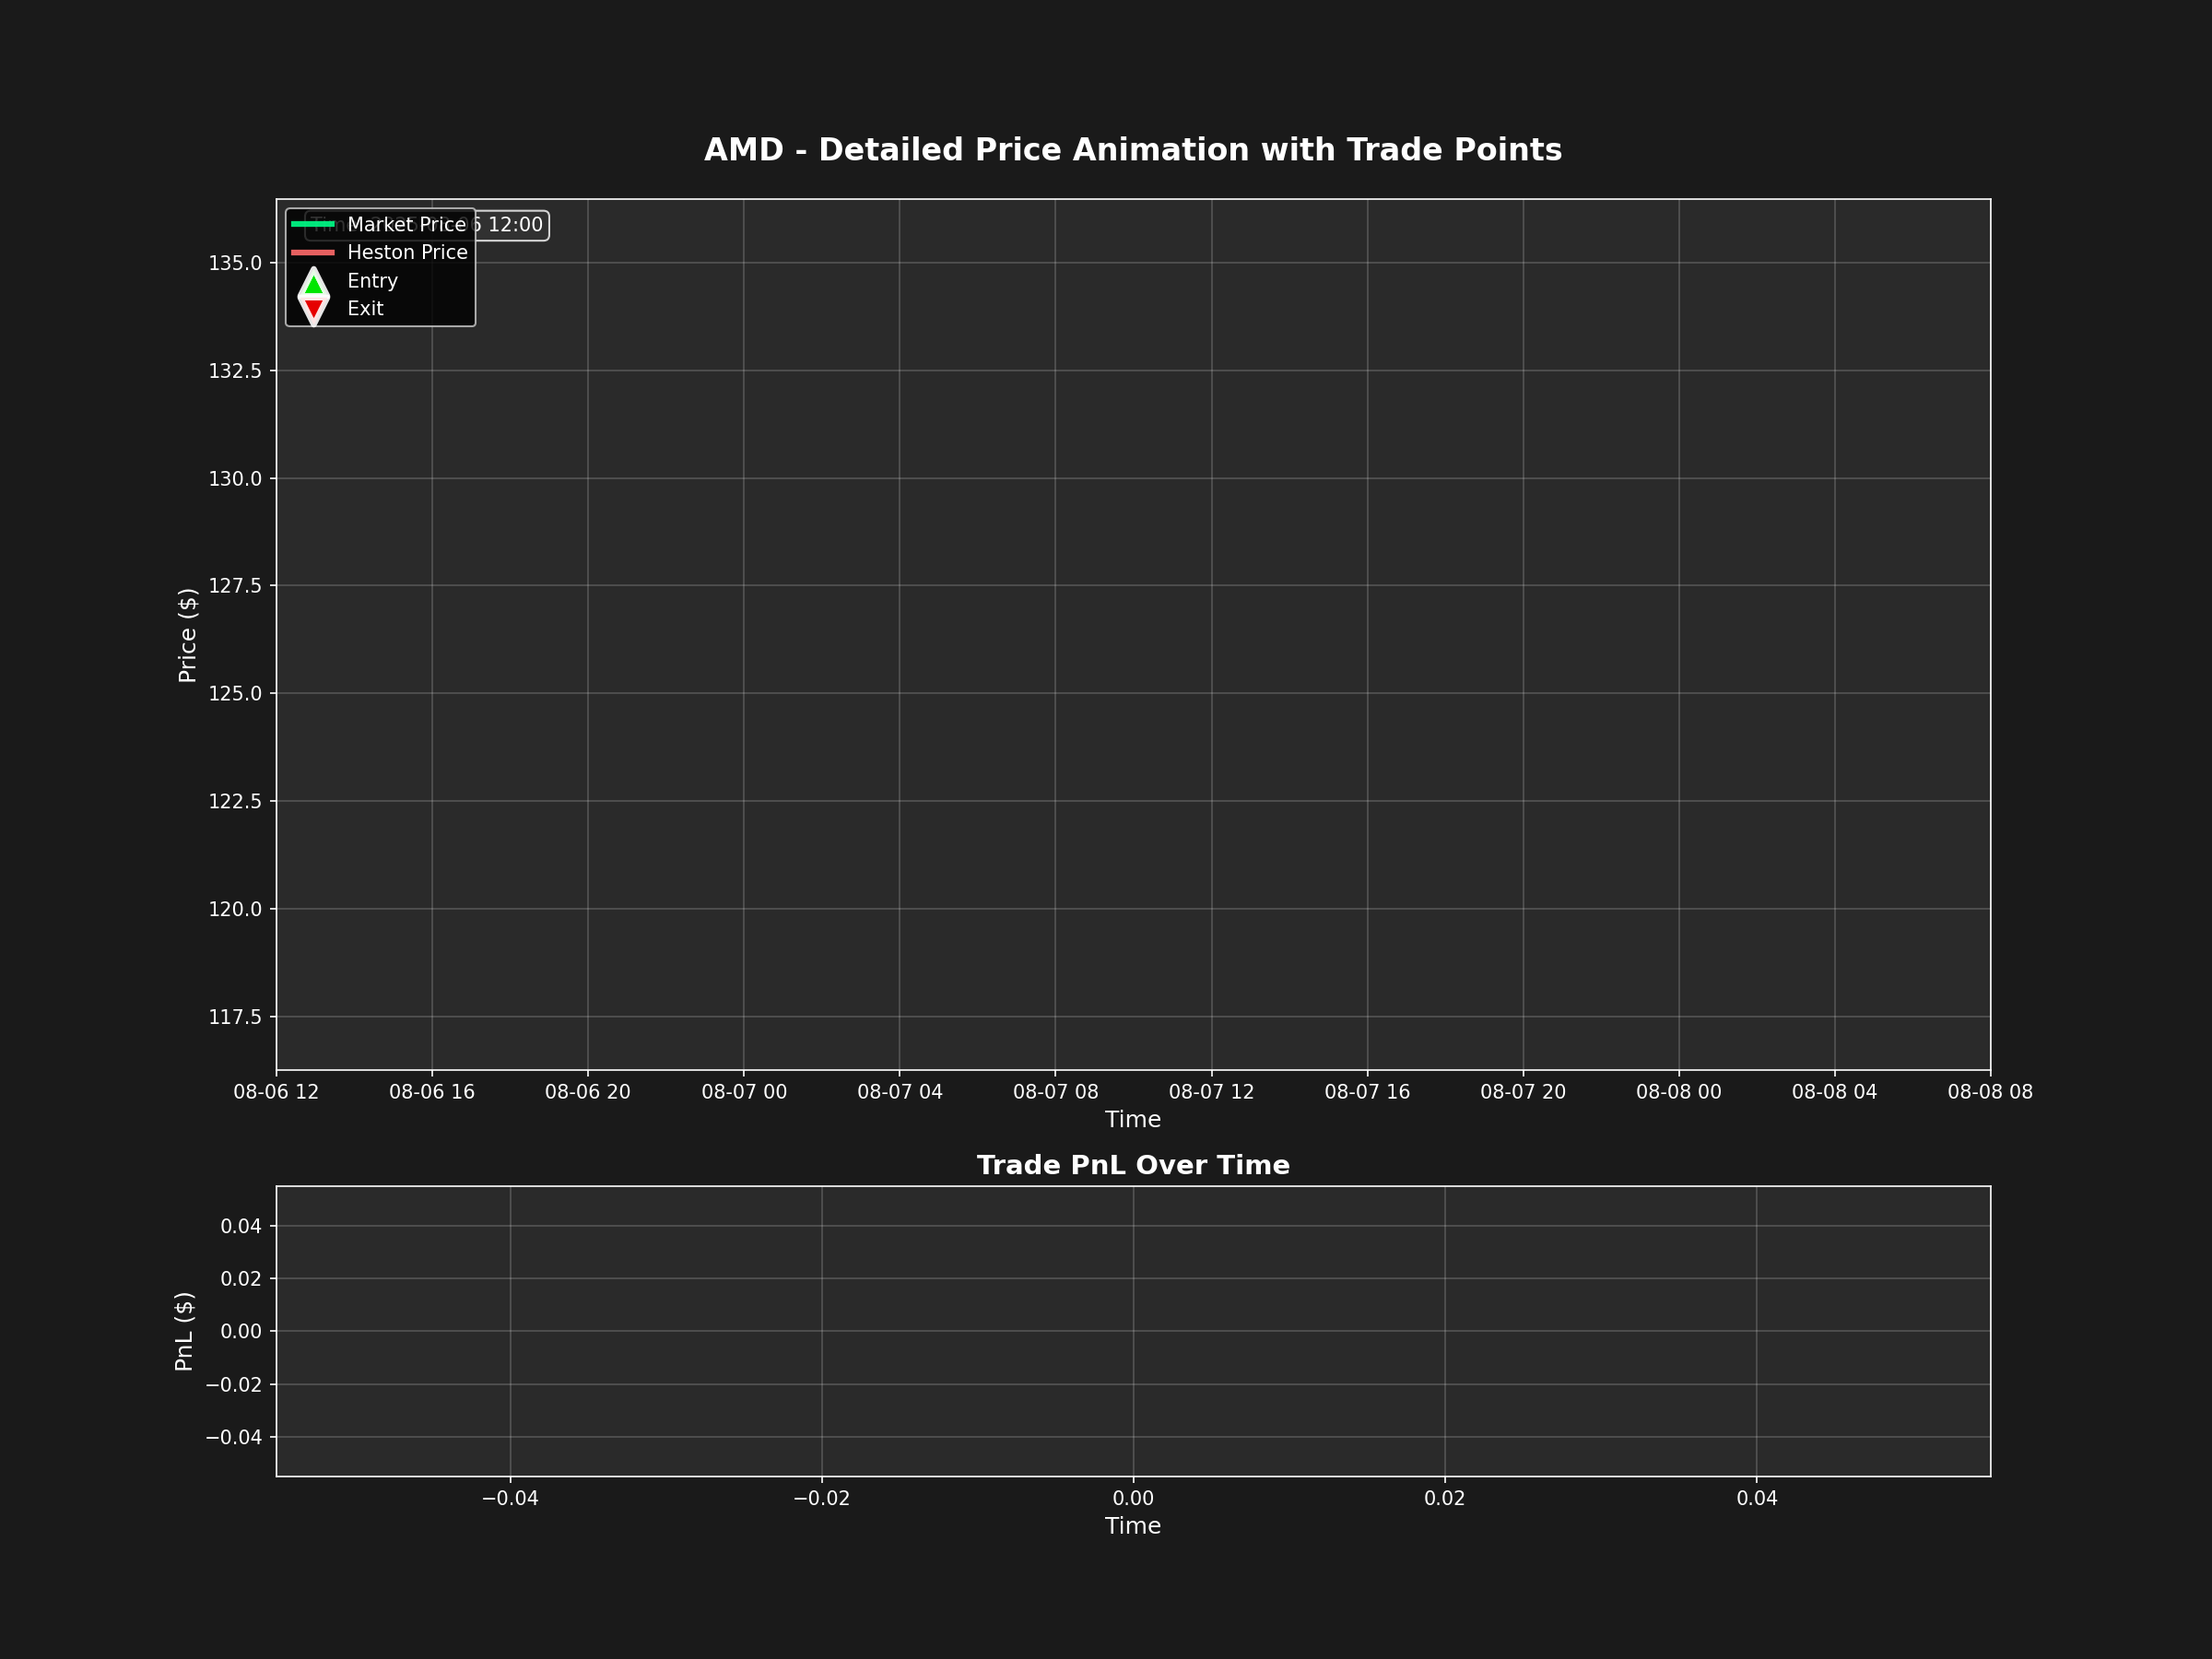 AMD - Detailed Price Animation with Trade Points
6 12:00
Market Price
Heston Price
Entry
Exit
Price ($)
135.0
132.5
130.0
127.5
125.0
122.5
120.0
117.5
08-06 12 08-06 16 08-06 20 08-07 00 08-07 04 08-07 08 08-07 12 08-07 16 08-07 20 08-08 00 08-08 04 08-08 08
Time
Trade PnL Over Time
PnL ($)
0.04
0.02
0.00
−0.02
−0.04
−0.04 −0.02 0.00 0.02 0.04
Time